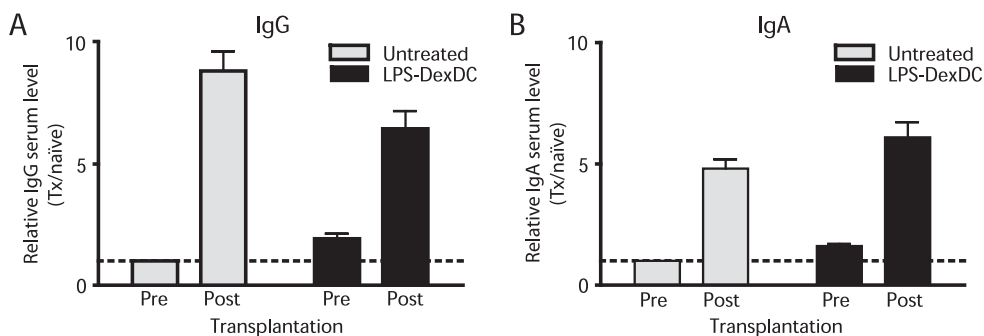 A
IgG
10
5
0
Relative IgG serum level
(Tx/naïve)
Untreated
LPS-DexDC
Pre Post Pre Post
Transplantation
B
IgA
10
5
0
Relative IgA serum level
(Tx/naïve)
Untreated
LPS-DexDC
Pre Post Pre Post
Transplantation